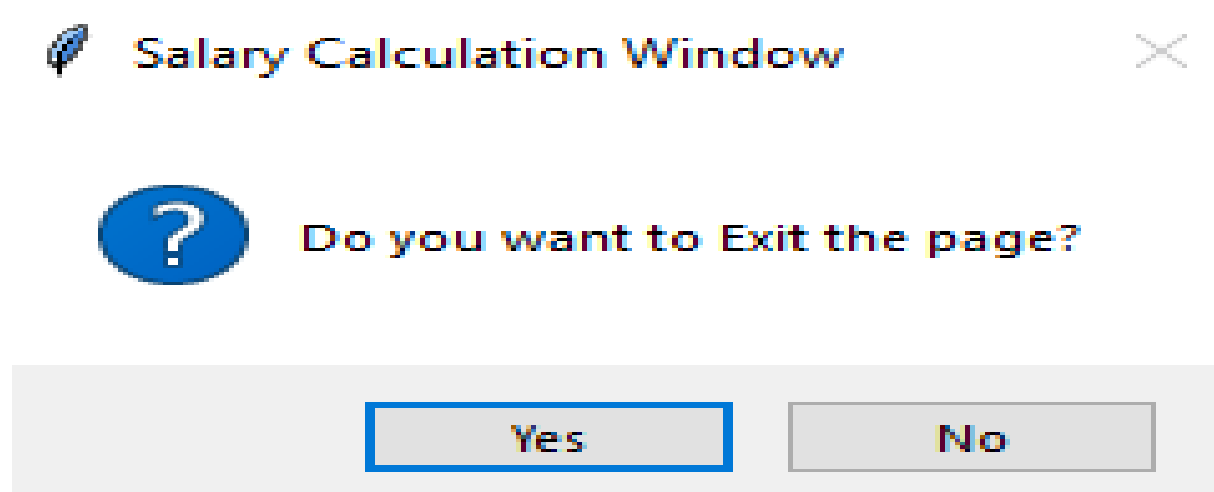 Salary Calculation Window
Do you want to Exit the page?
Yes No